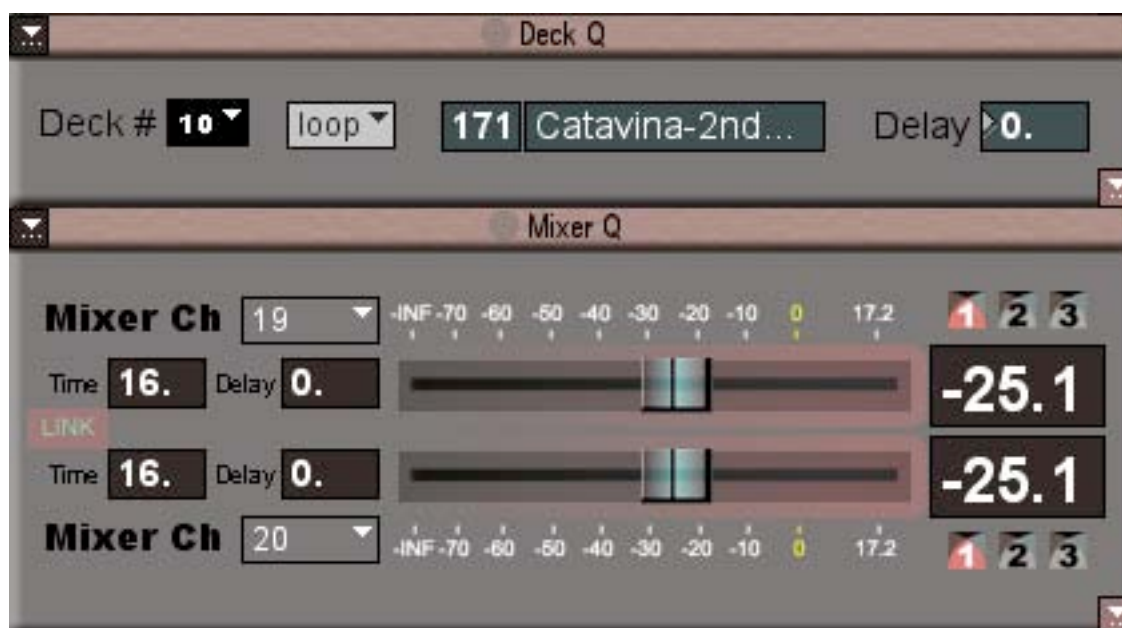 Deck Q
Deck # 10 loop 171 Catavina-2nd... Delay 0.
Mixer Q
Mixer Ch 19 -INF -70 -60 -50 -40 -30 -20 -10 0 17.2 1 2 3
Time 16. Delay 0. -25.1
LINK
Time 16. Delay 0. -25.1
Mixer Ch 20 -INF -70 -60 -50 -40 -30 -20 -10 0 17.2 1 2 3